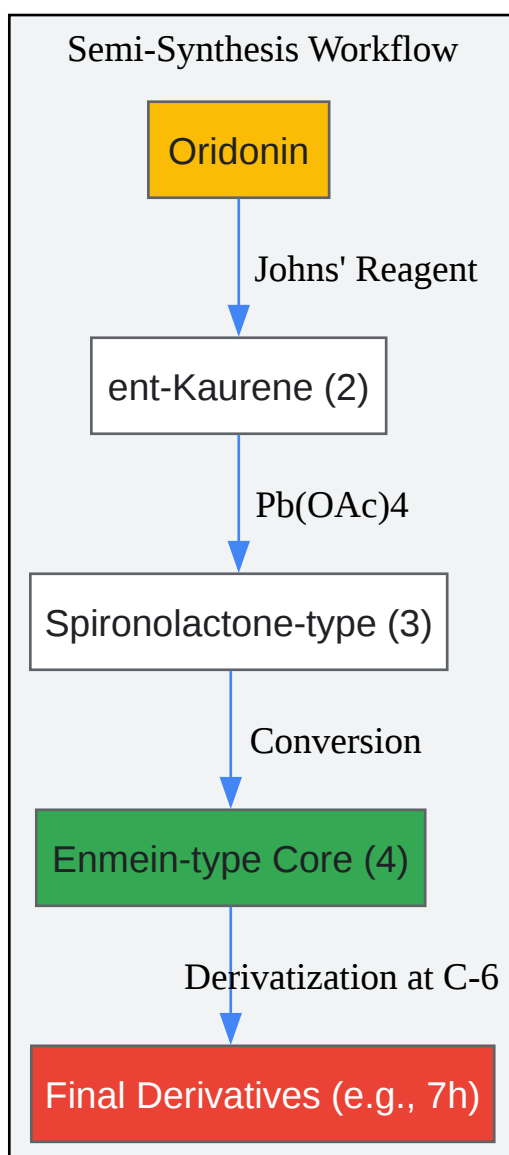 Semi-Synthesis Workflow
Oridonin
Johns' Reagent
ent-Kaurene (2)
Pb(OAc)4
Spironolactone-type (3)
Conversion
Enmein-type Core (4)
Derivatization at C-6
Final Derivatives (e.g., 7h)